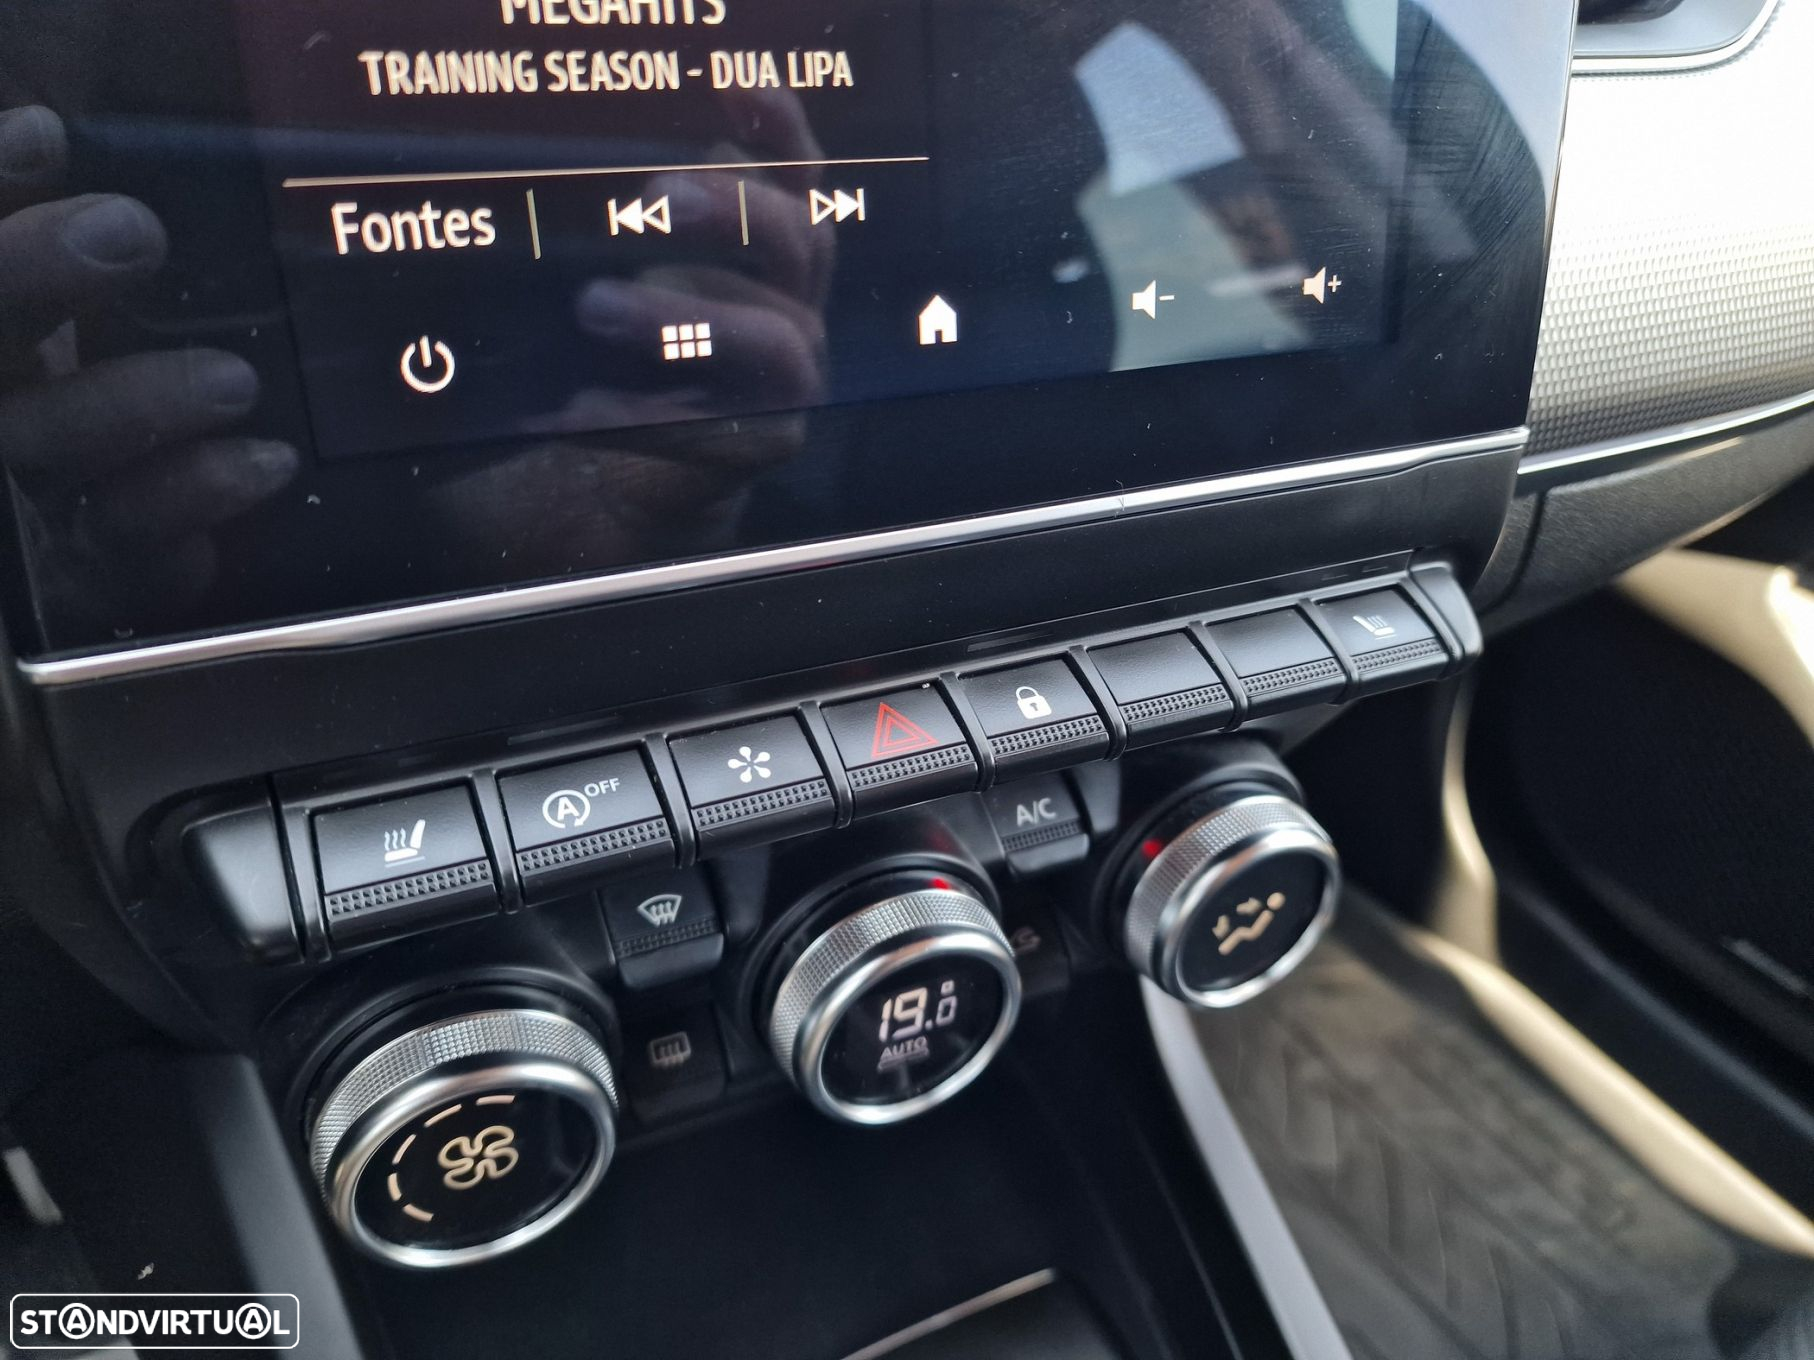 MEGAHITS
TRAINING SEASON - DUA LIPA
Fontes
A OFF
A/C
19.0°
AUTO
STANDVIRTUAL